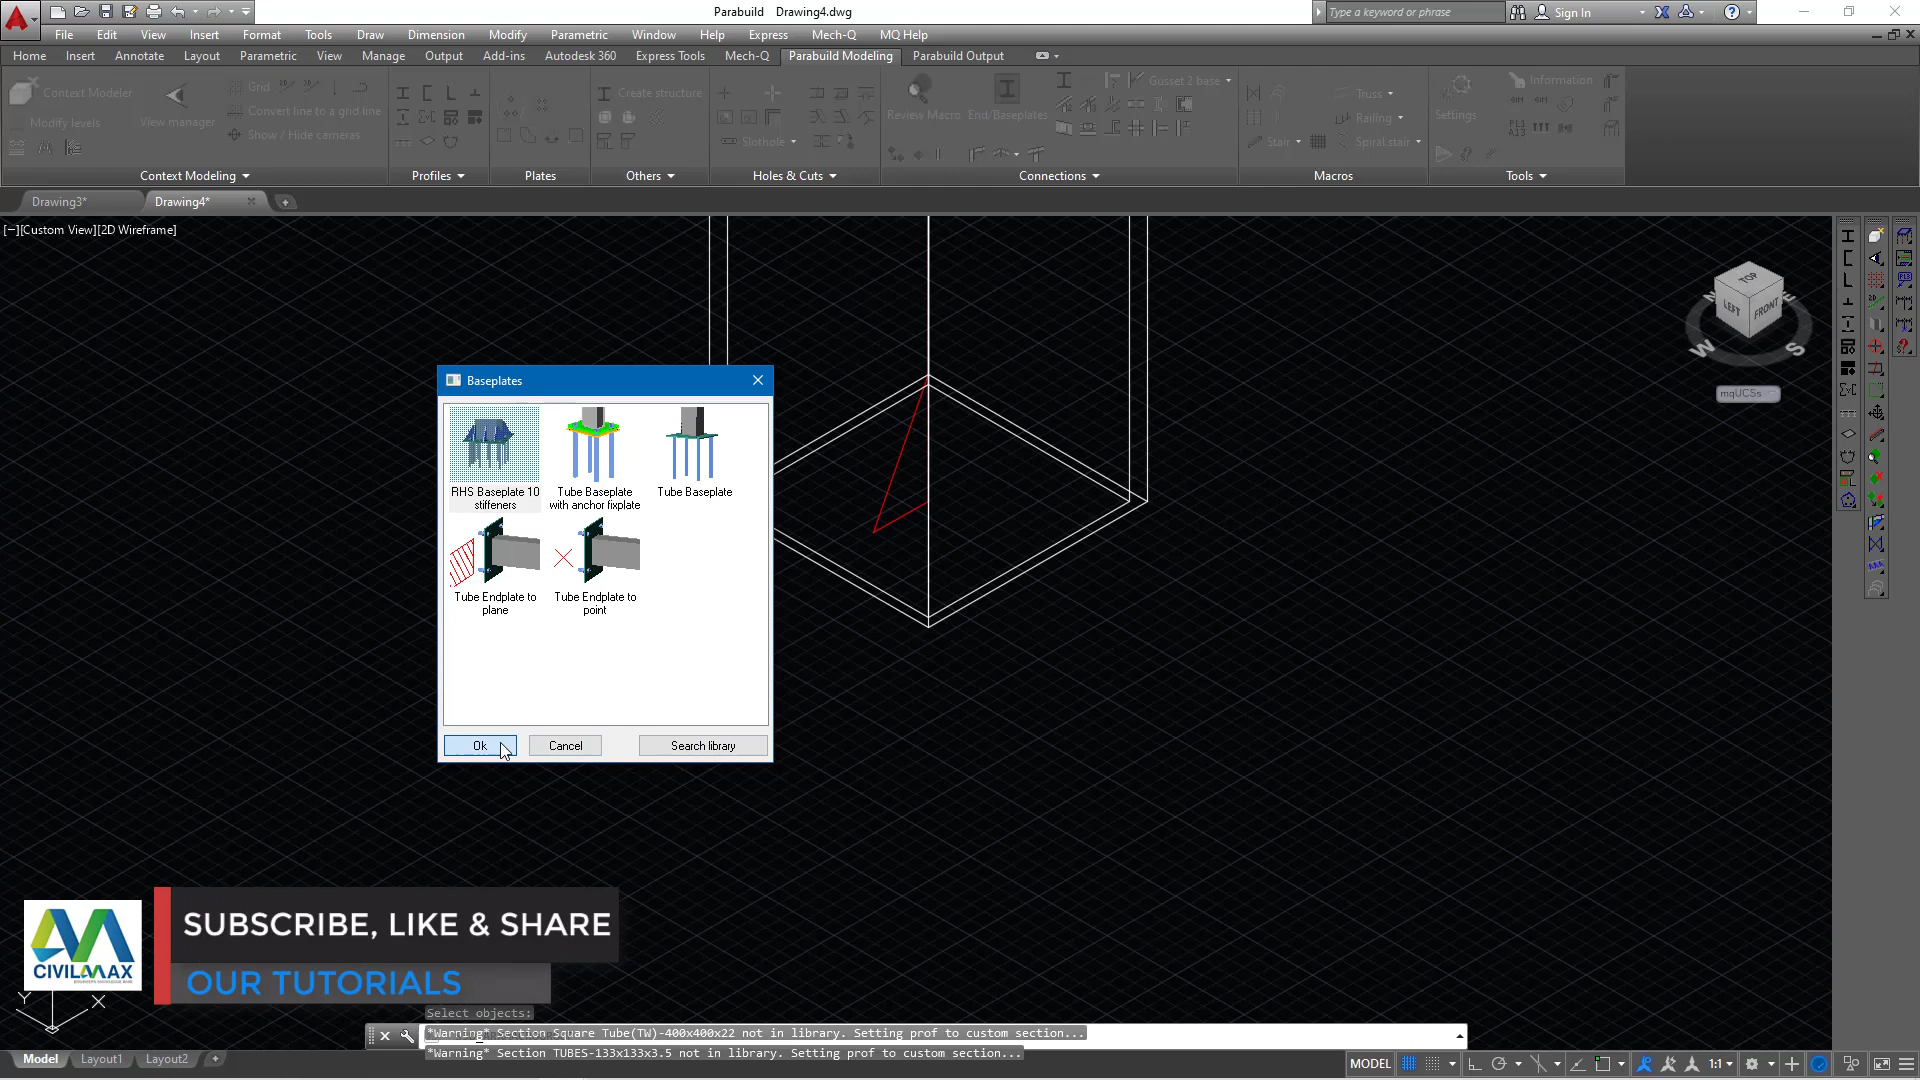 Parabuild Drawing4.dwg
Type a keyword or phrase
Sign In
File Edit View Insert Format Tools Draw Dimension Modify Parametric Window Help Express Mech-Q MQ Help
Home Insert Annotate Layout Parametric View Manage Output Add-ins Autodesk 360 Express Tools Mech-Q Parabuild Modeling Parabuild Output
Context Modeler
Modify levels
View manager
Grid
Convert line to a grid line
Show / Hide cameras
Create structure
Slothole
Review Macro
End/Baseplates
Gusset 2 base
Truss
Railing
Stair
Spiral stair
Settings
Information
Context Modeling Profiles Plates Others Holes & Cuts Connections Macros Tools
Drawing3* Drawing4*
[−][Custom View][2D Wireframe]
TOP
LEFT FRONT
W S
mqUCSs
Baseplates
RHS Baseplate 10 stiffeners
Tube Baseplate with anchor fixplate
Tube Baseplate
Tube Endplate to plane
Tube Endplate to point
Ok Cancel Search library
SUBSCRIBE, LIKE & SHARE
OUR TUTORIALS
CIVILMAX
Y X
Select objects:
*Warning* Section Square Tube(TW)-400x400x22 not in library. Setting prof to custom section...
*Warning* Section TUBES-133x133x3.5 not in library. Setting prof to custom section...
Model Layout1 Layout2
MODEL 1:1